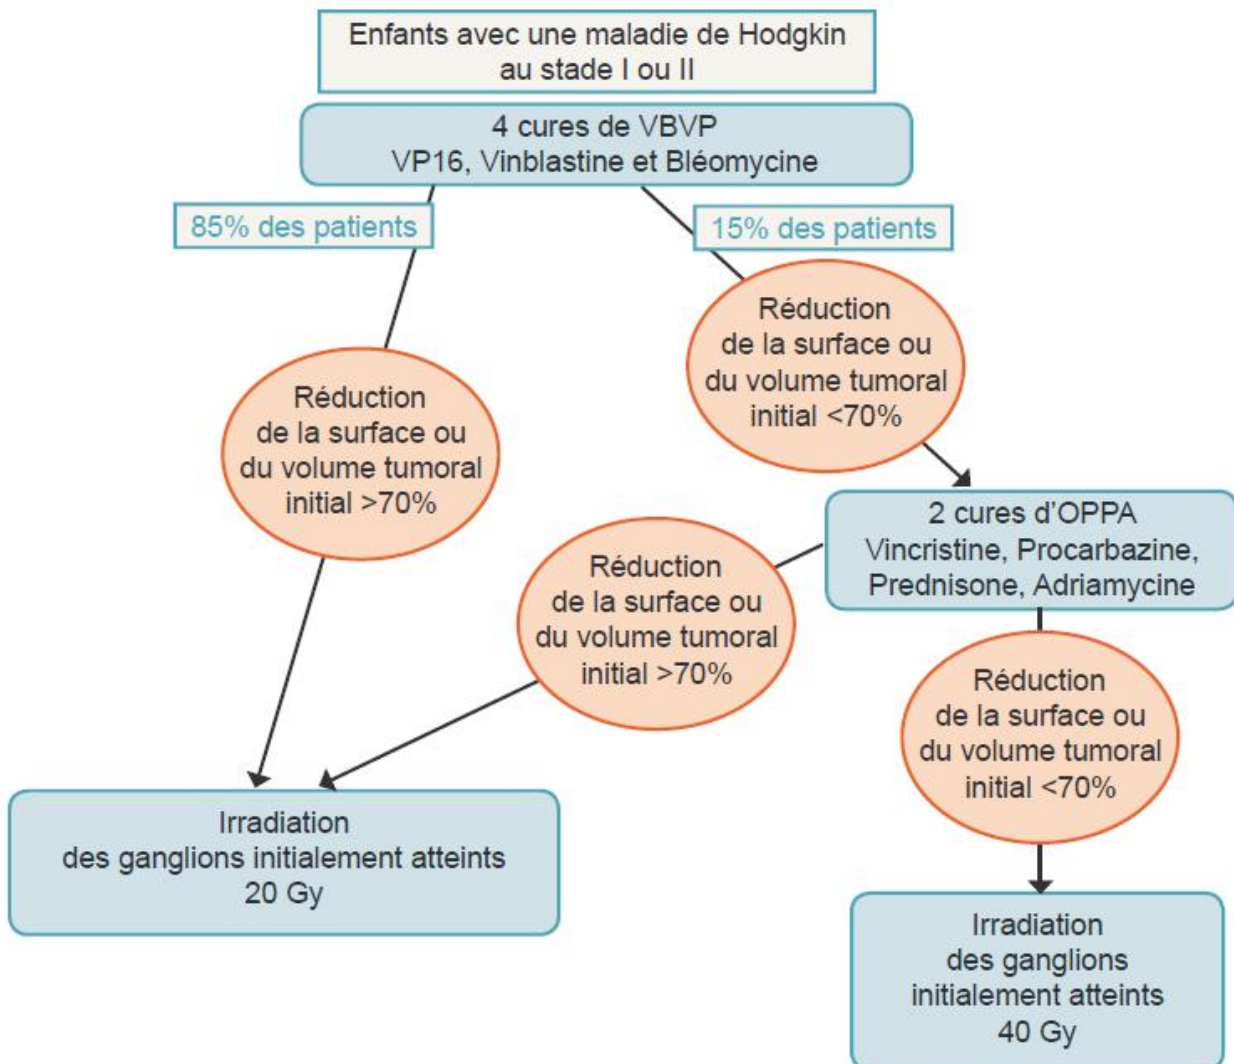 Enfants avec une maladie de Hodgkin
au stade I ou II
4 cures de VBVP
VP16, Vinblastine et Bléomycine
85% des patients
15% des patients
Réduction
de la surface ou
du volume tumoral
initial <70%
Réduction
de la surface ou
du volume tumoral
initial >70%
2 cures d'OPPA
Vincristine, Procarbazine,
Prednisone, Adriamycine
Réduction
de la surface ou
du volume tumoral
initial >70%
Réduction
de la surface ou
du volume tumoral
initial <70%
Irradiation
des ganglions initialement atteints
20 Gy
Irradiation
des ganglions
initialement atteints
40 Gy